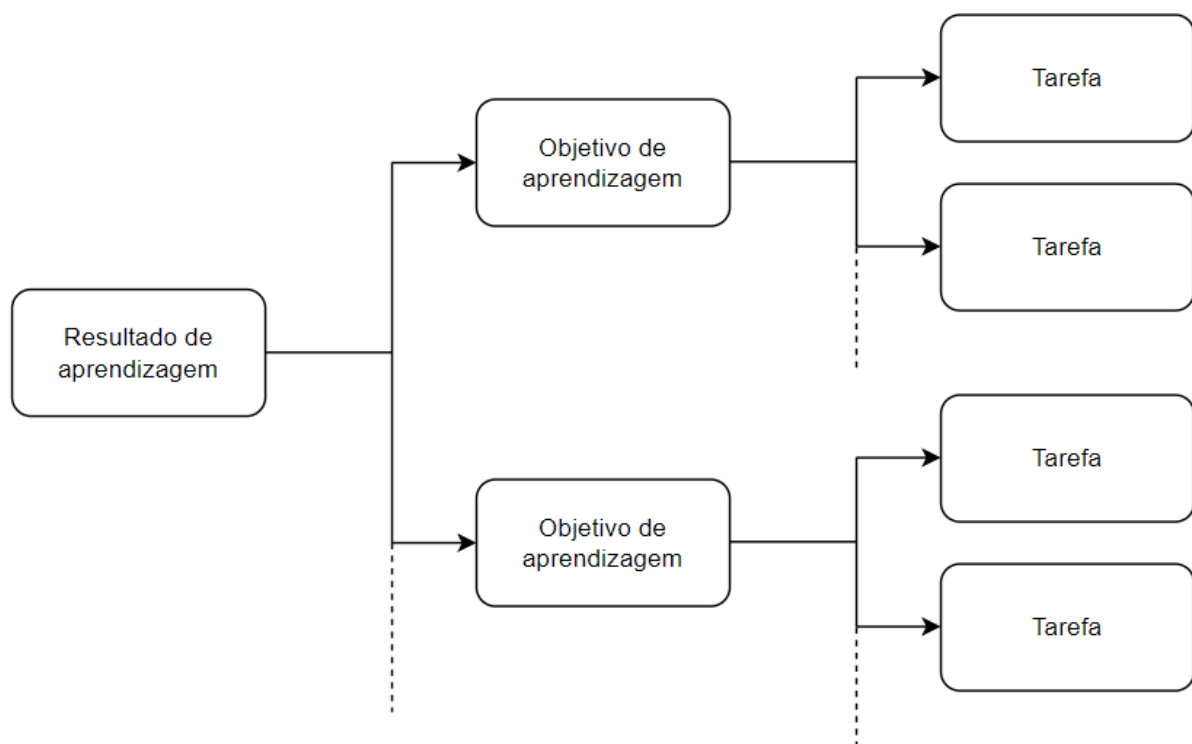 Resultado de
aprendizagem
Objetivo de
aprendizagem
Tarefa
Tarefa
Objetivo de
aprendizagem
Tarefa
Tarefa